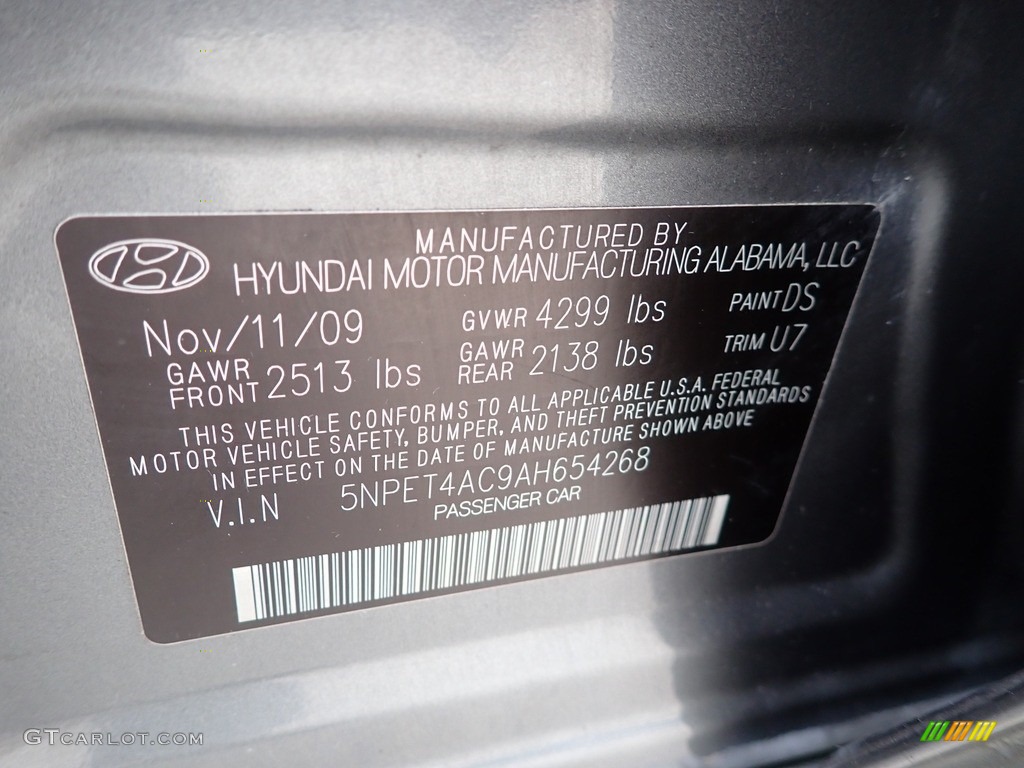 MANUFACTURED BY
HYUNDAI MOTOR MANUFACTURING ALABAMA, LLC
Nov/11/09 GVWR 4299 lbs PAINT DS
GAWR FRONT 2513 lbs GAWR REAR 2138 lbs TRIM U7
THIS VEHICLE CONFORMS TO ALL APPLICABLE U.S.A. FEDERAL
MOTOR VEHICLE SAFETY, BUMPER, AND THEFT PREVENTION STANDARDS
IN EFFECT ON THE DATE OF MANUFACTURE SHOWN ABOVE
V.I.N 5NPET4AC9AH654268
PASSENGER CAR
GTCARLOT.COM